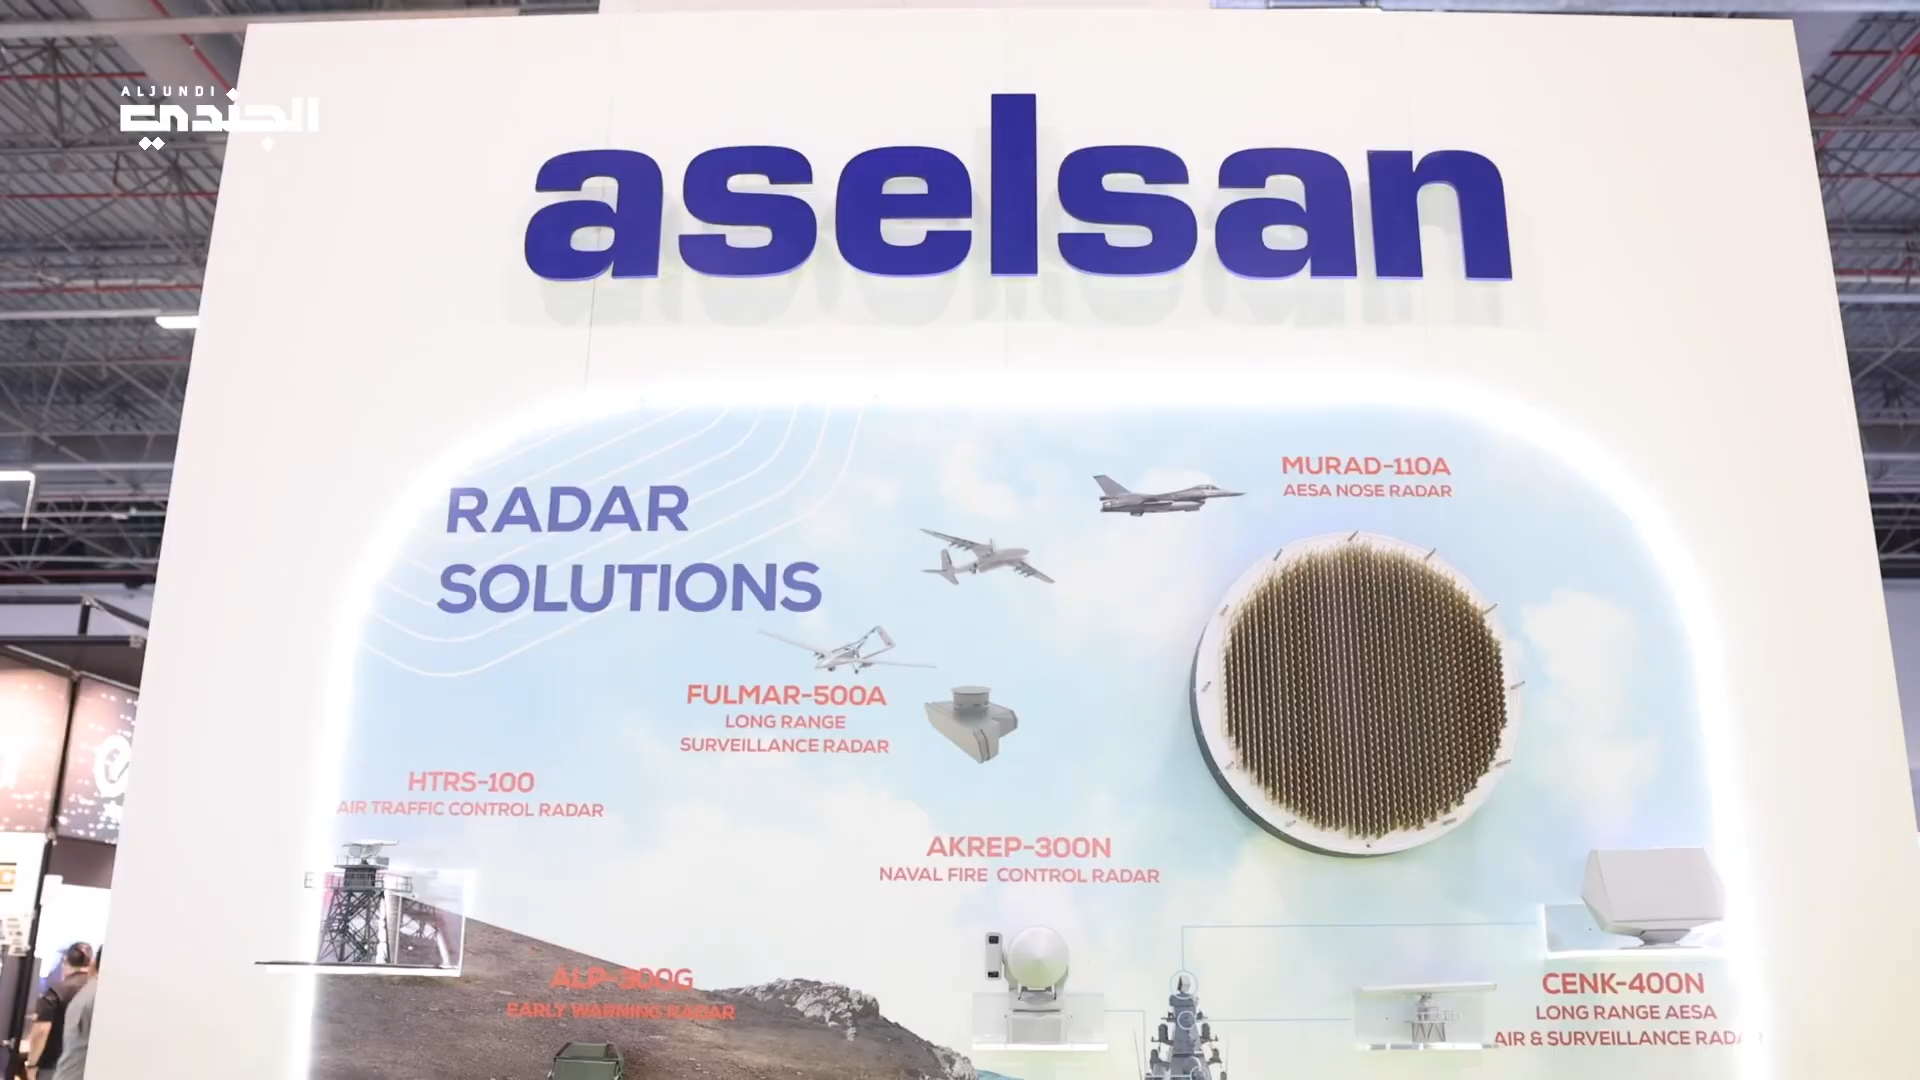 ALJUNDI
الجندي
aselsan
RADAR
SOLUTIONS
MURAD-110A
AESA NOSE RADAR
FULMAR-500A
LONG RANGE
SURVEILLANCE RADAR
HTRS-100
AIR TRAFFIC CONTROL RADAR
AKREP-300N
NAVAL FIRE CONTROL RADAR
ALP-300G
EARLY WARNING RADAR
CENK-400N
LONG RANGE AESA
AIR & SURVEILLANCE RADAR